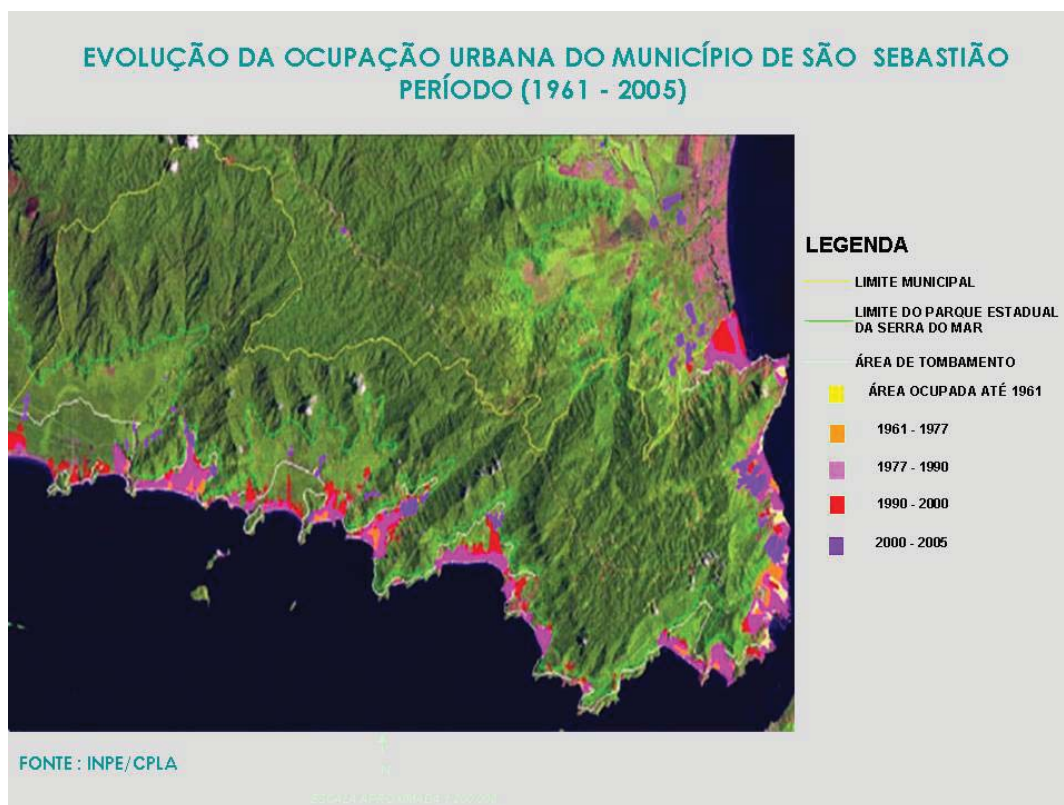 EVOLUÇÃO DA OCUPAÇÃO URBANA DO MUNICÍPIO DE SÃO SEBASTIÃO
PERÍODO (1961 - 2005)
LEGENDA
LIMITE MUNICIPAL
LIMITE DO PARQUE ESTADUAL
DA SERRA DO MAR
ÁREA DE TOMBAMENTO
ÁREA OCUPADA ATÉ 1961
1961 - 1977
1977 - 1990
1990 - 2000
2000 - 2005
FONTE : INPE/CPLA
ESCALA APROXIMADA